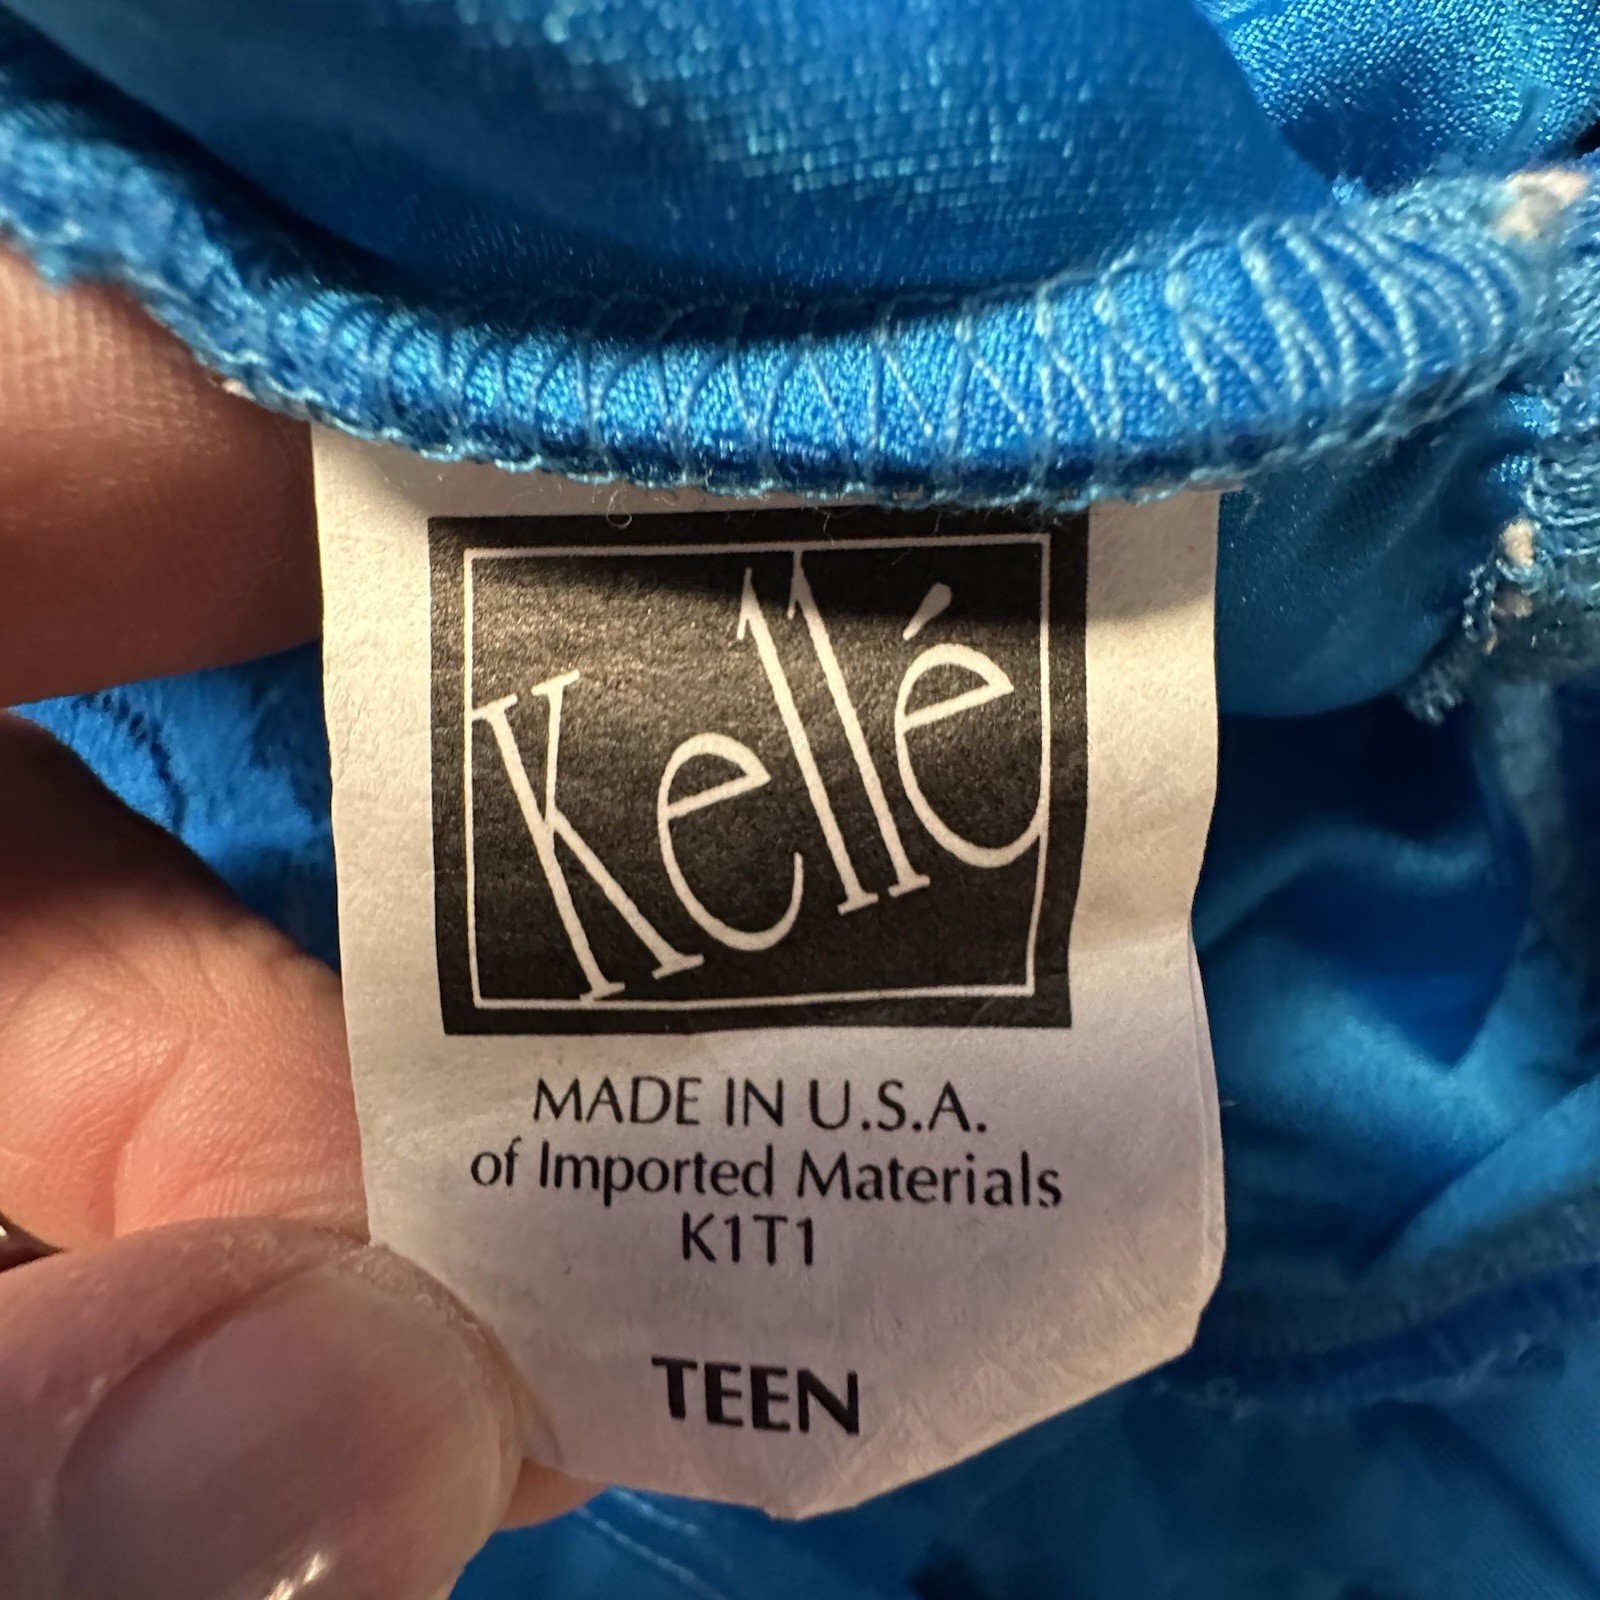 Kellé
MADE IN U.S.A.
of Imported Materials
K1T1
TEEN